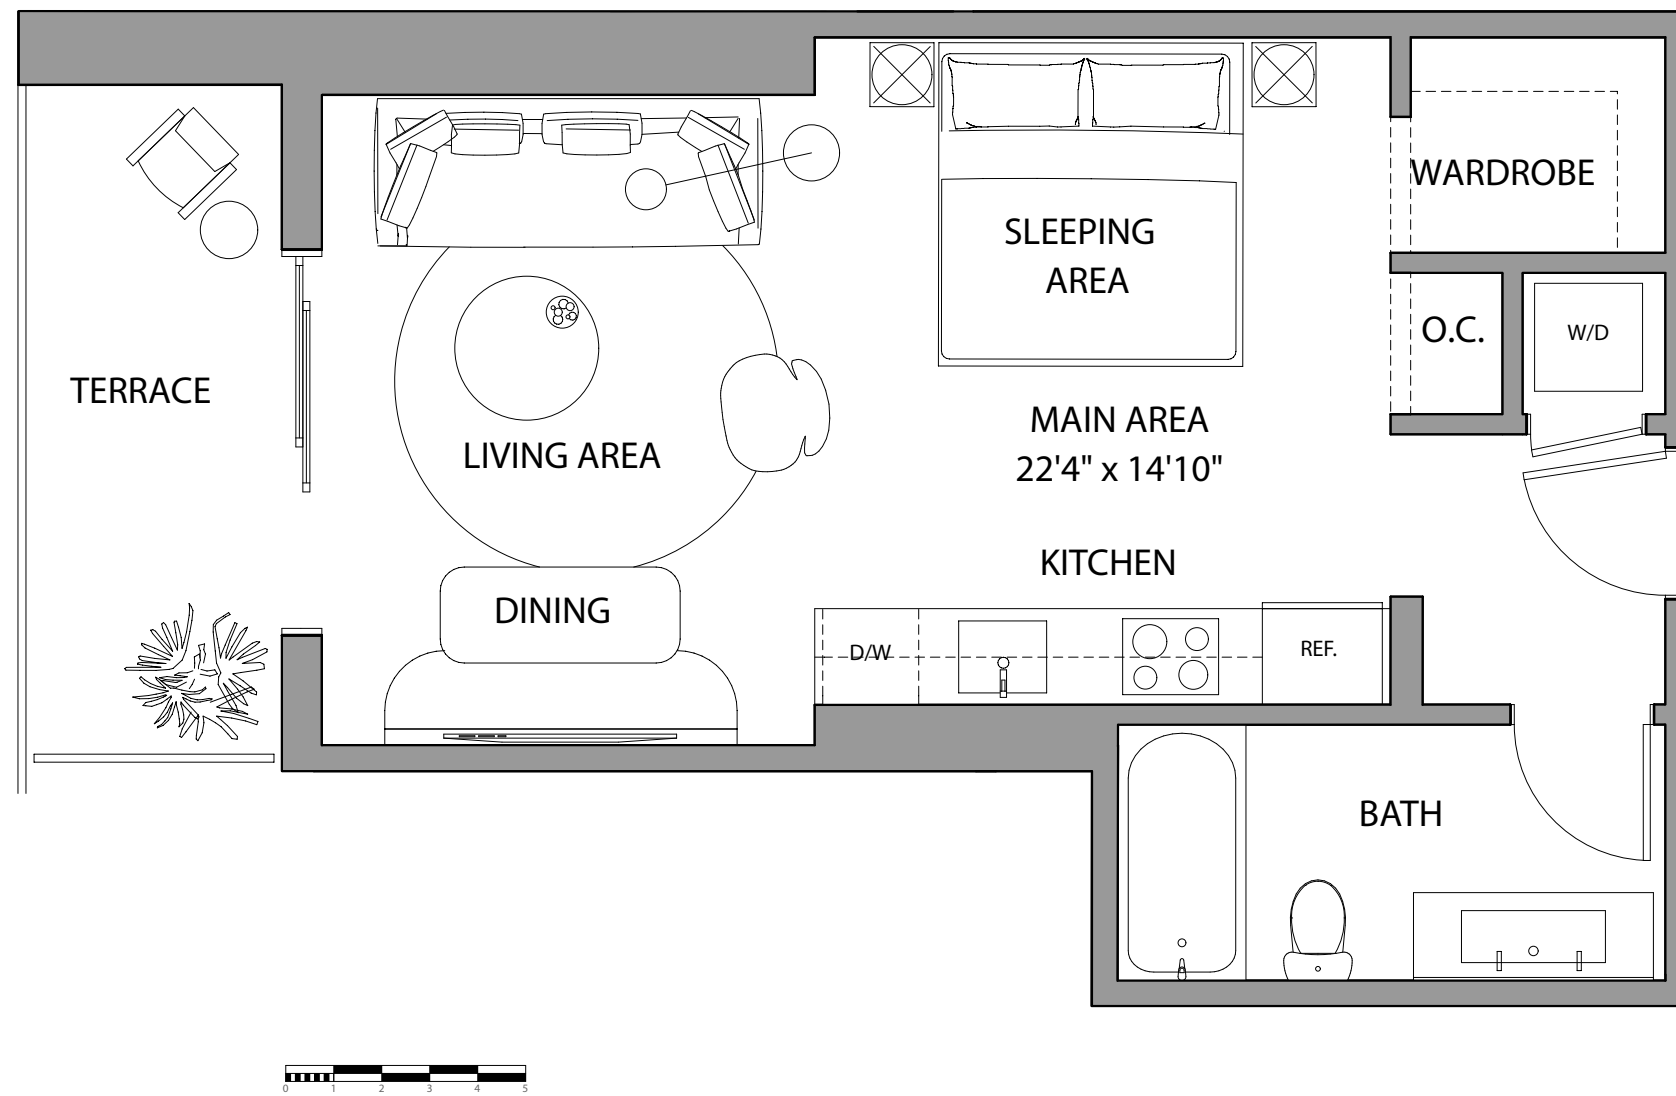 WARDROBE
SLEEPING
AREA
O.C.
W/D
TERRACE
MAIN AREA
22'4" x 14'10"
LIVING AREA
KITCHEN
DINING
D/W
REF.
BATH
0 1 2 3 4 5